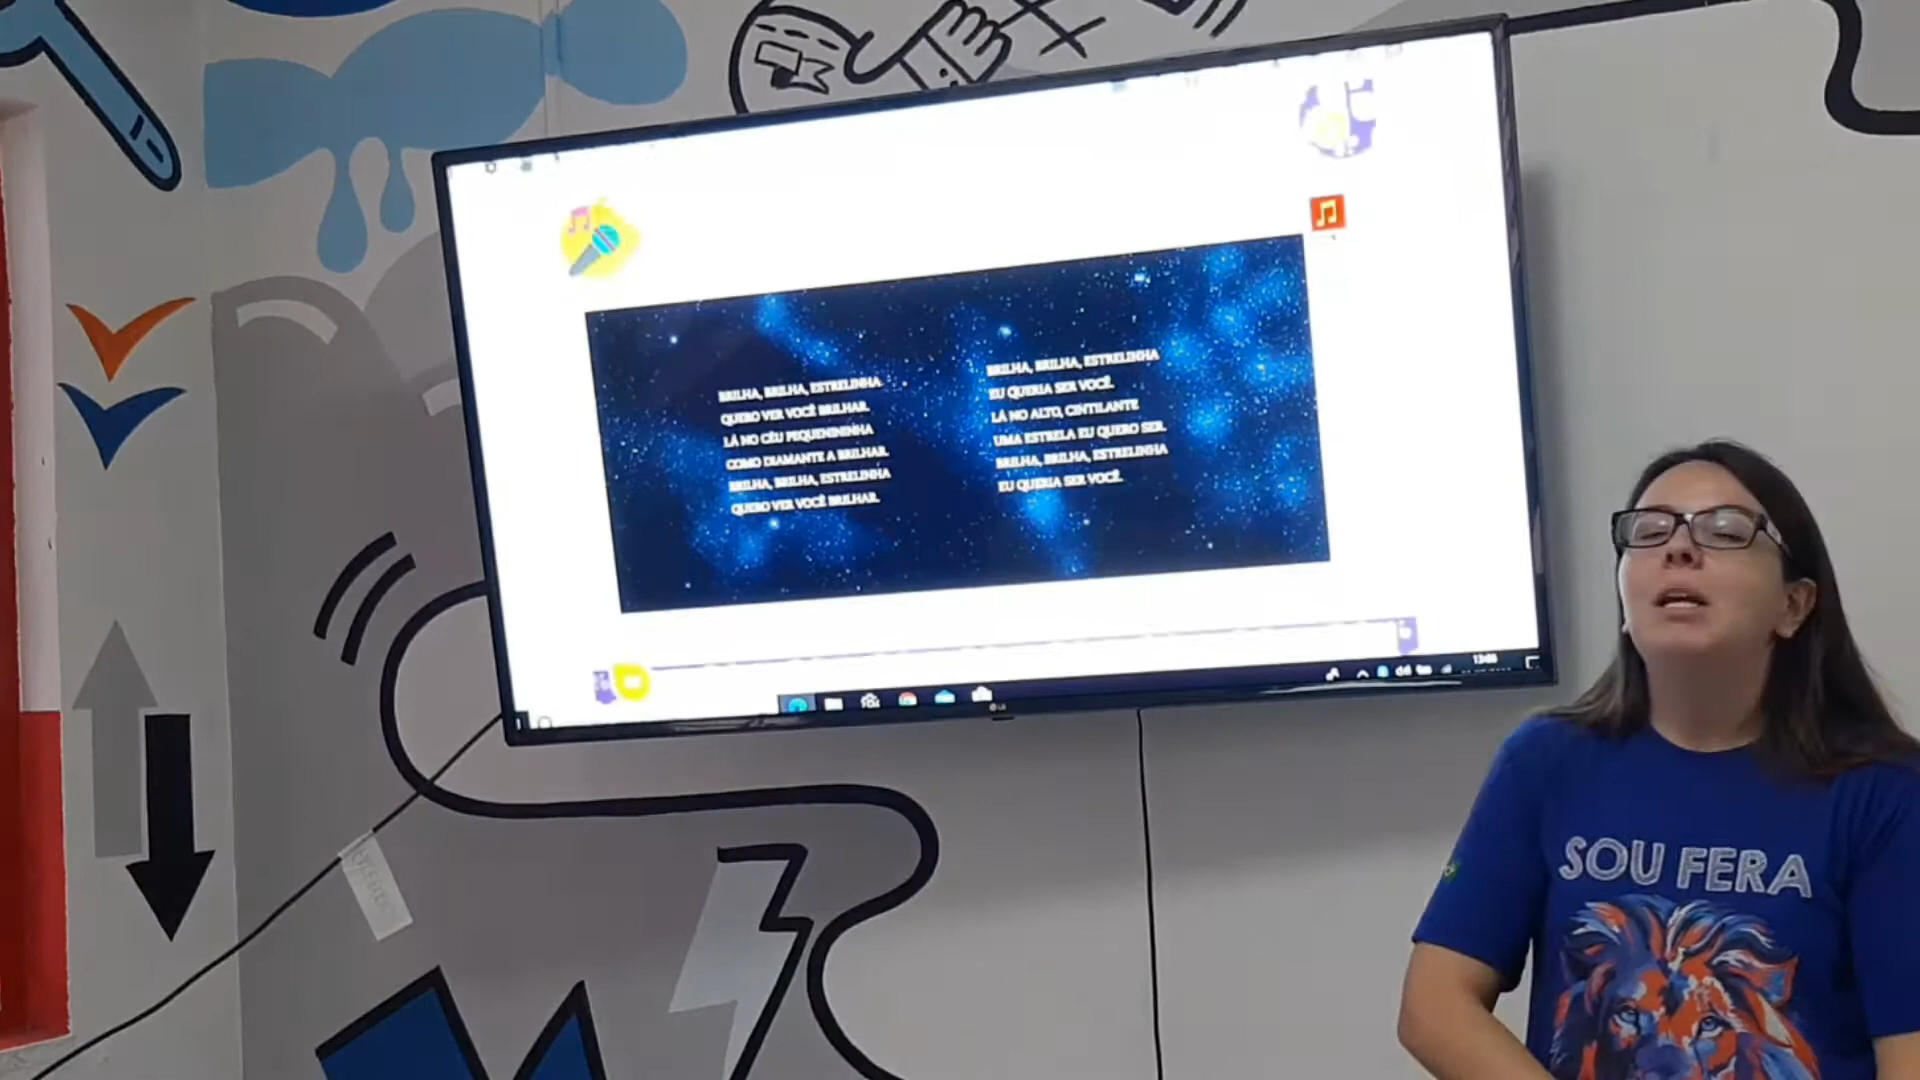 BRILHA, BRILHA, ESTRELINHA
QUERO VER VOCÊ BRILHAR.
LÁ NO CÉU PEQUENININHA
COMO DIAMANTE A BRILHAR.
BRILHA, BRILHA, ESTRELINHA
QUERO VER VOCÊ BRILHAR.
BRILHA, BRILHA, ESTRELINHA
EU QUERIA SER VOCÊ.
LÁ NO ALTO, CINTILANTE
UMA ESTRELA EU QUERO SER.
BRILHA, BRILHA, ESTRELINHA
EU QUERIA SER VOCÊ.
LG
SOU FERA